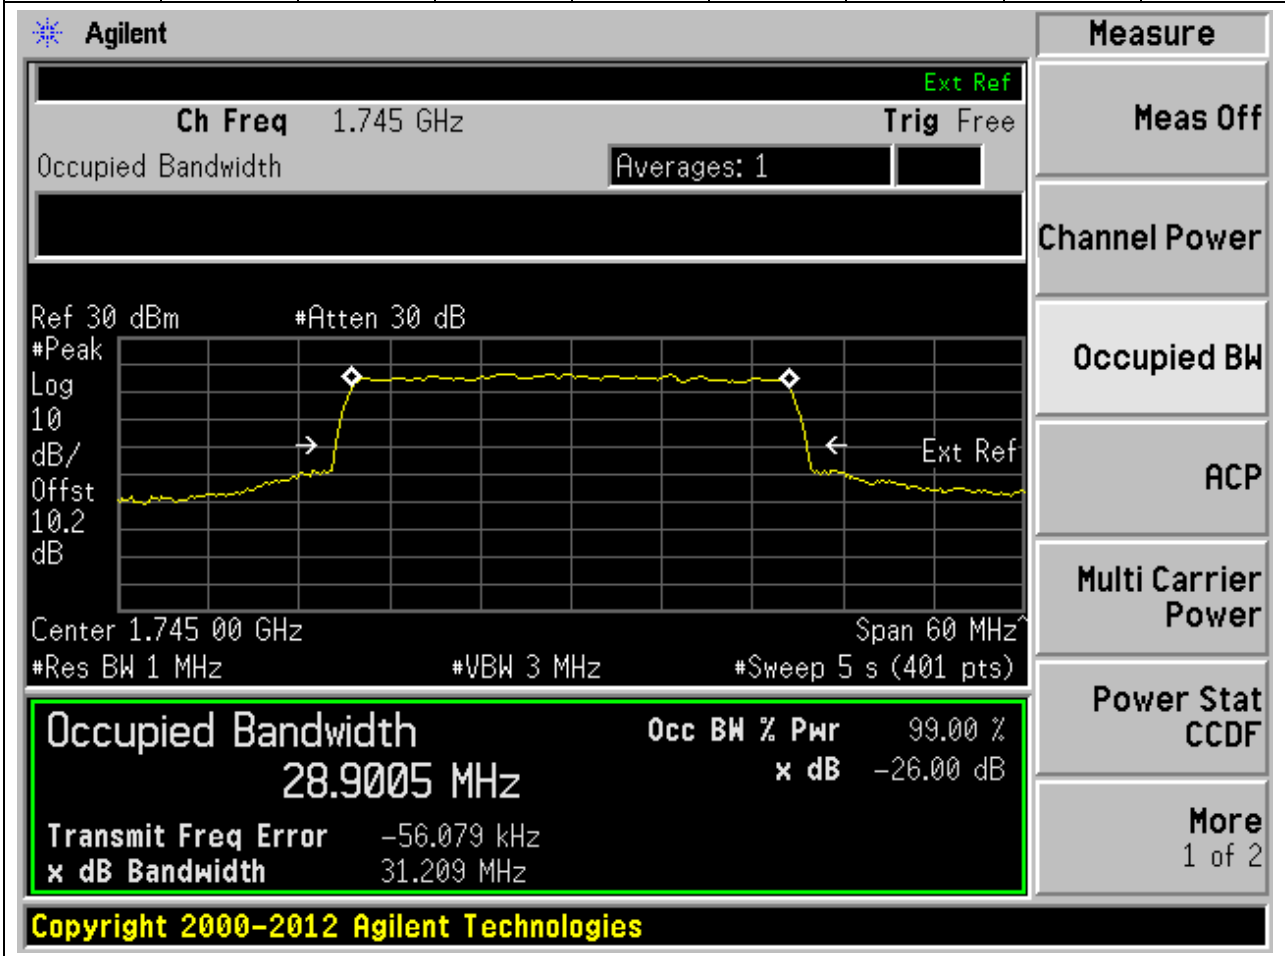 Agilent
Measure
Ext Ref
Ch Freq 1.745 GHz Trig Free
Meas Off
Occupied Bandwidth Averages: 1
Channel Power
Ref 30 dBm #Atten 30 dB
#Peak
Log
10
dB/
Offst
10.2
dB
Ext Ref
Occupied BW
ACP
Center 1.745 00 GHz Span 60 MHz^
#Res BW 1 MHz #VBW 3 MHz #Sweep 5 s (401 pts)
Multi Carrier
Power
Occupied Bandwidth Occ BW % Pwr 99.00 %
28.9005 MHz x dB -26.00 dB
Transmit Freq Error -56.079 kHz
x dB Bandwidth 31.209 MHz
Power Stat
CCDF
More
1 of 2
Copyright 2000-2012 Agilent Technologies